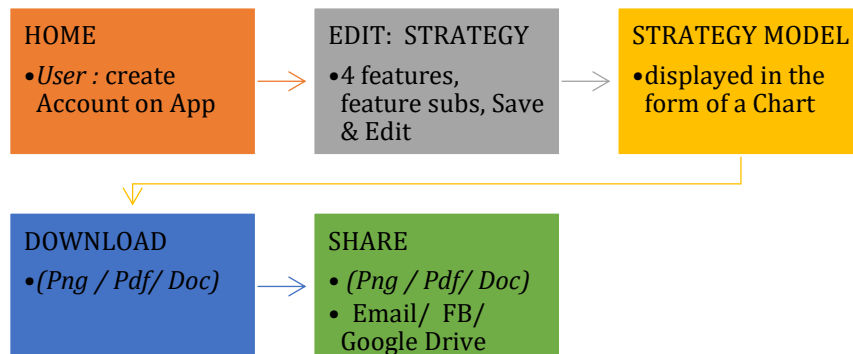 HOME
•User : create
Account on App
EDIT: STRATEGY
•4 features,
feature subs, Save
& Edit
STRATEGY MODEL
•displayed in the
form of a Chart
DOWNLOAD
•(Png / Pdf/ Doc)
SHARE
• (Png / Pdf/ Doc)
• Email/ FB/
Google Drive